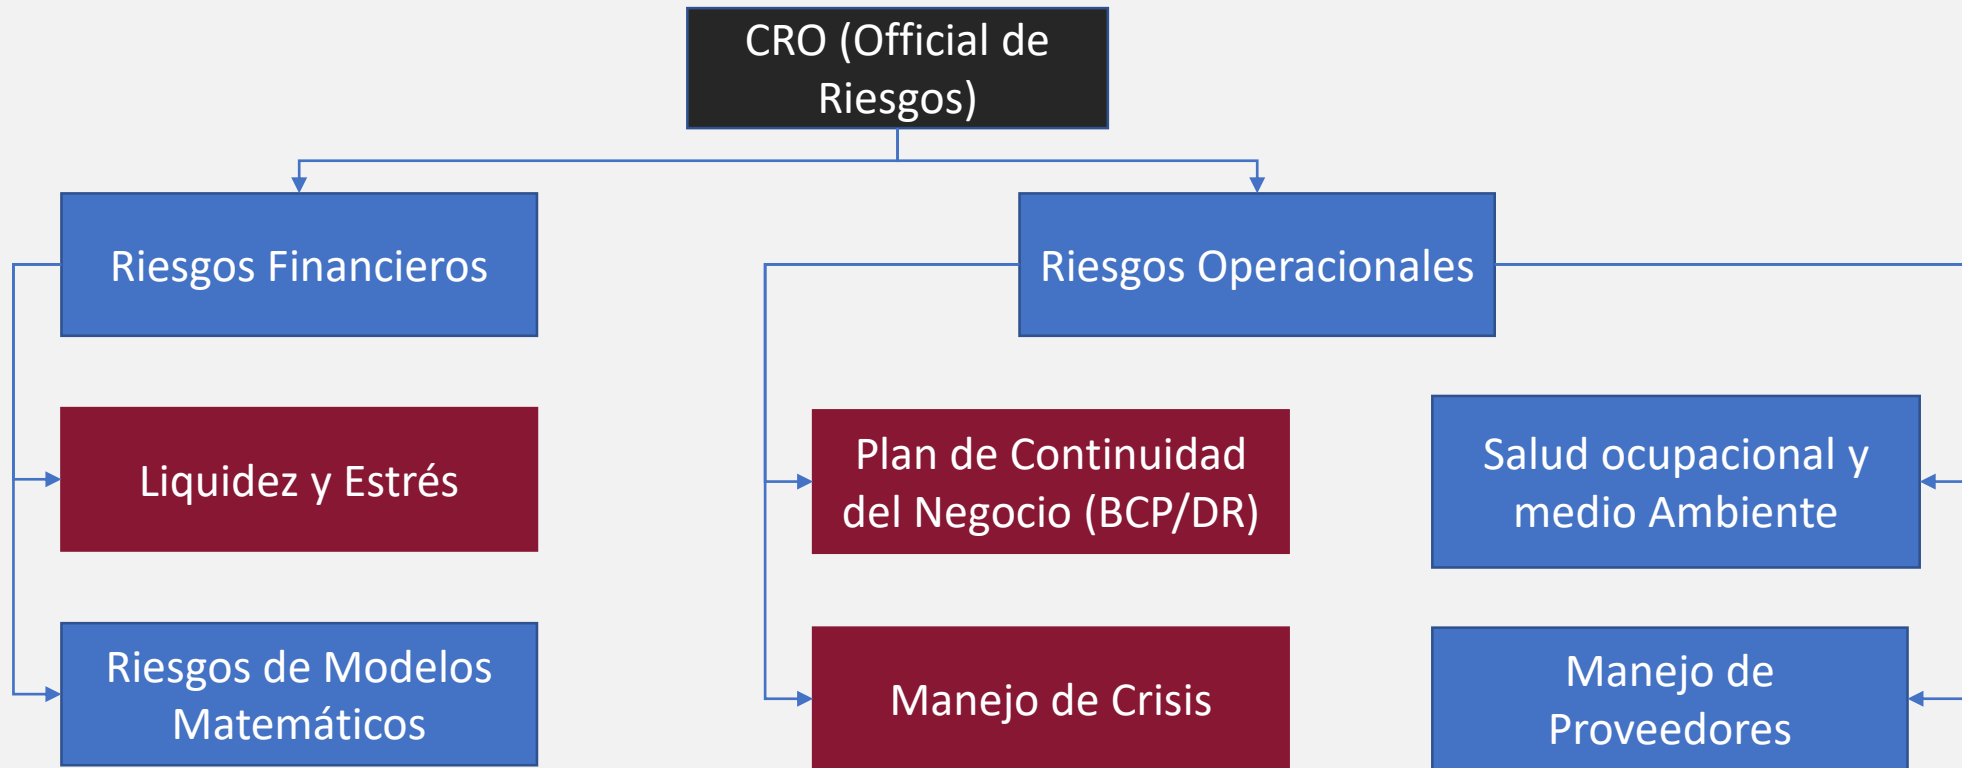 CRO (Official de
Riesgos)
Riesgos Financieros
Riesgos Operacionales
Liquidez y Estrés
Plan de Continuidad
del Negocio (BCP/DR)
Salud ocupacional y
medio Ambiente
Riesgos de Modelos
Matemáticos
Manejo de Crisis
Manejo de
Proveedores